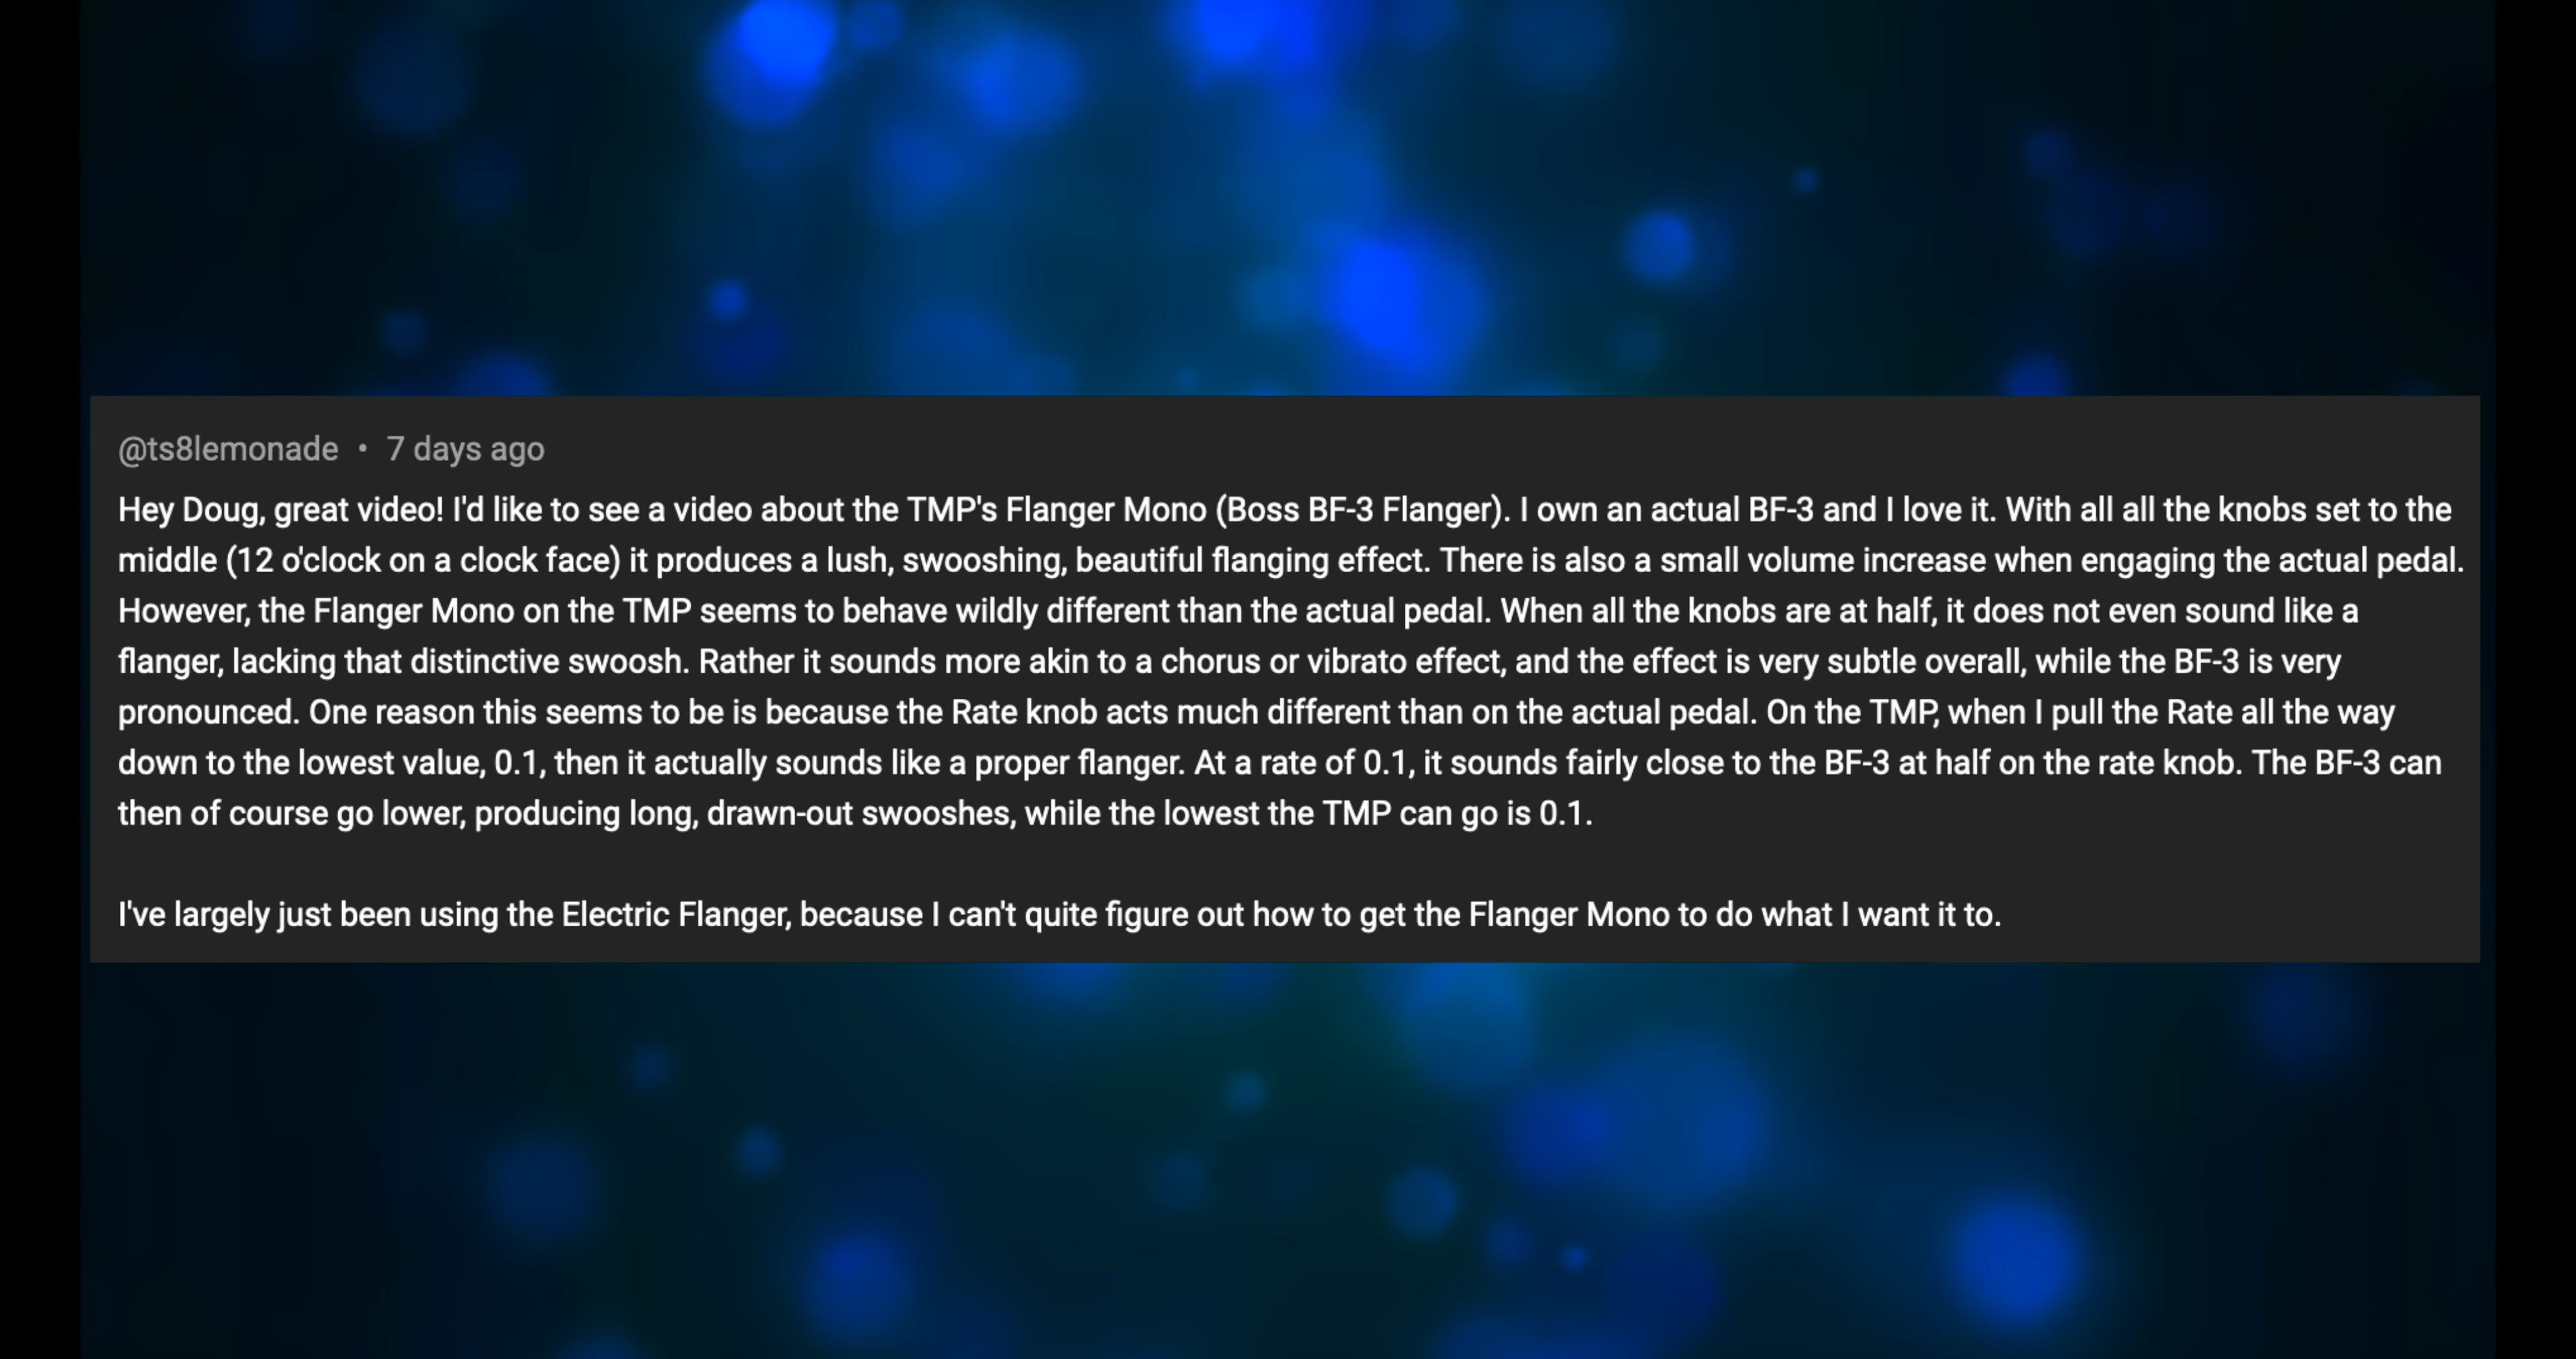 @ts8lemonade • 7 days ago
Hey Doug, great video! I'd like to see a video about the TMP's Flanger Mono (Boss BF-3 Flanger). I own an actual BF-3 and I love it. With all all the knobs set to the
middle (12 o'clock on a clock face) it produces a lush, swooshing, beautiful flanging effect. There is also a small volume increase when engaging the actual pedal.
However, the Flanger Mono on the TMP seems to behave wildly different than the actual pedal. When all the knobs are at half, it does not even sound like a
flanger, lacking that distinctive swoosh. Rather it sounds more akin to a chorus or vibrato effect, and the effect is very subtle overall, while the BF-3 is very
pronounced. One reason this seems to be is because the Rate knob acts much different than on the actual pedal. On the TMP, when I pull the Rate all the way
down to the lowest value, 0.1, then it actually sounds like a proper flanger. At a rate of 0.1, it sounds fairly close to the BF-3 at half on the rate knob. The BF-3 can
then of course go lower, producing long, drawn-out swooshes, while the lowest the TMP can go is 0.1.
I've largely just been using the Electric Flanger, because I can't quite figure out how to get the Flanger Mono to do what I want it to.